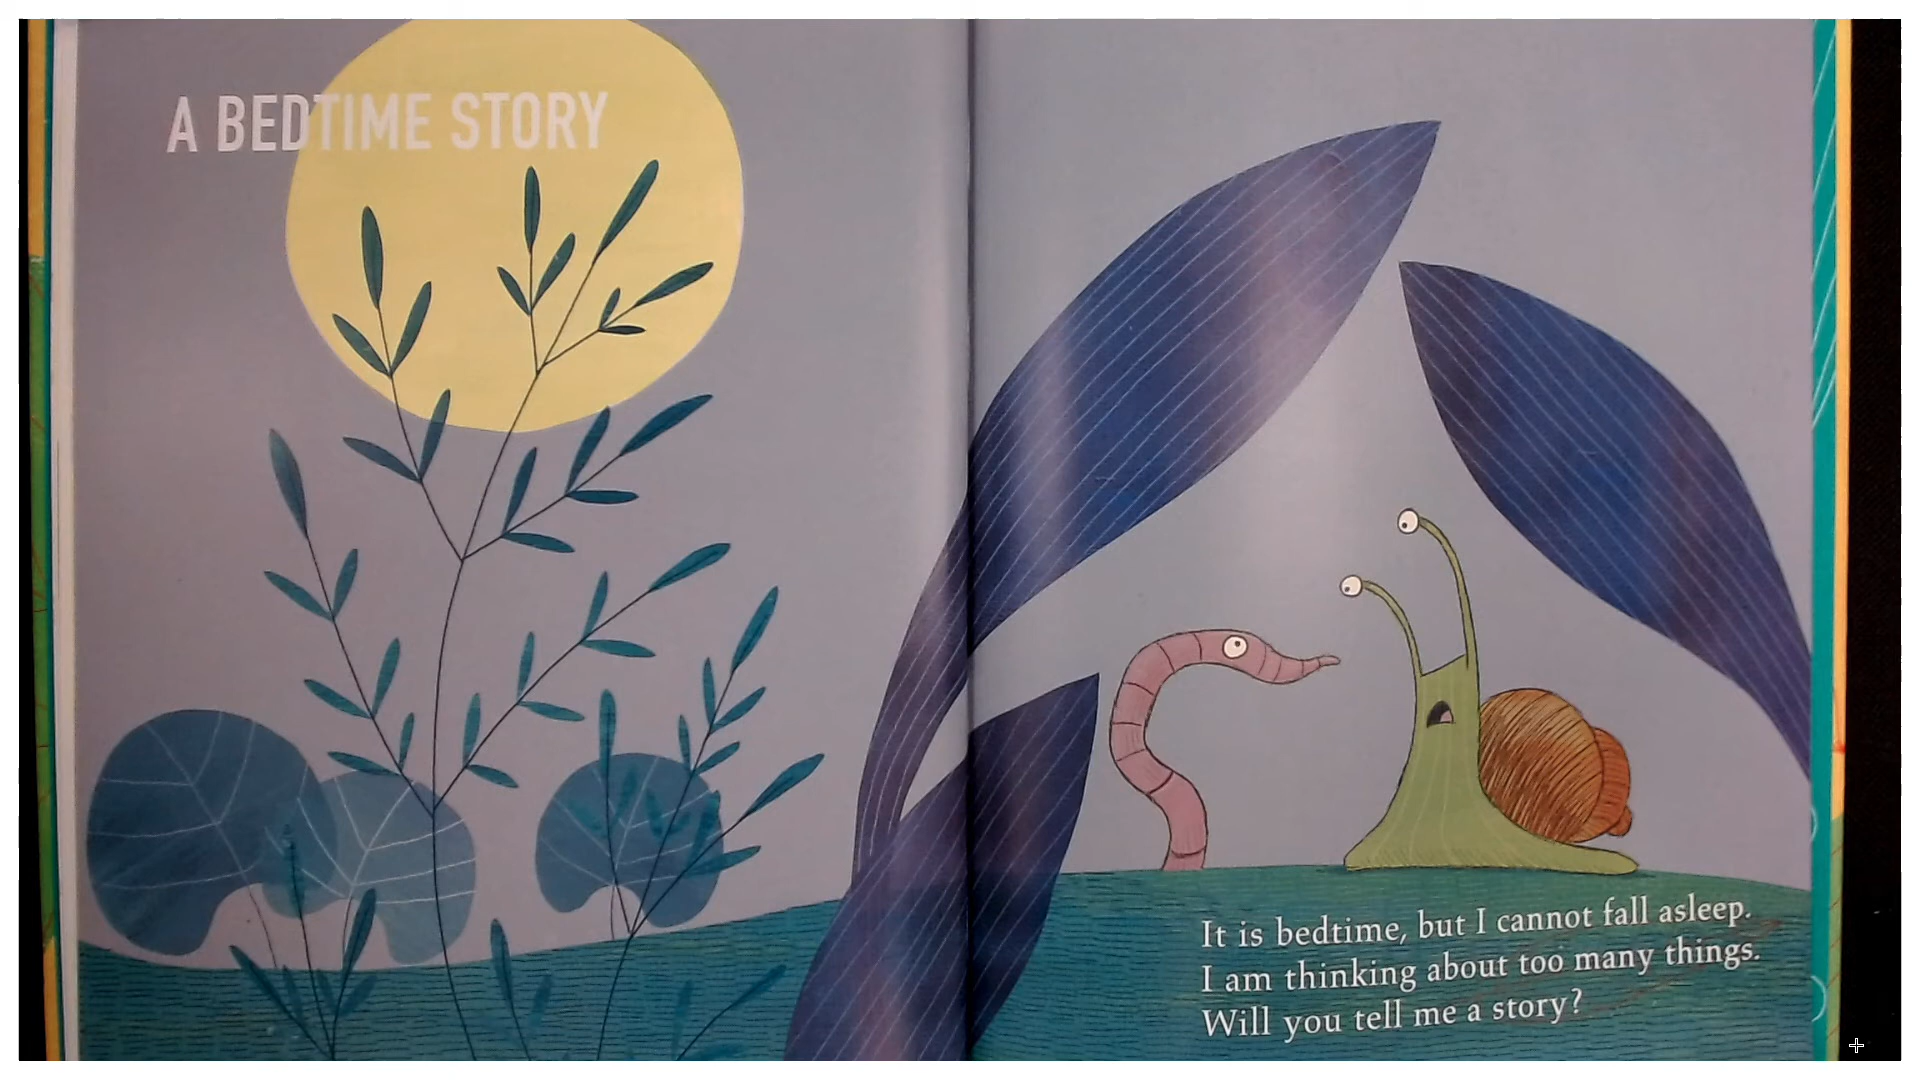 A BEDTIME STORY
It is bedtime, but I cannot fall asleep.
I am thinking about too many things.
Will you tell me a story?